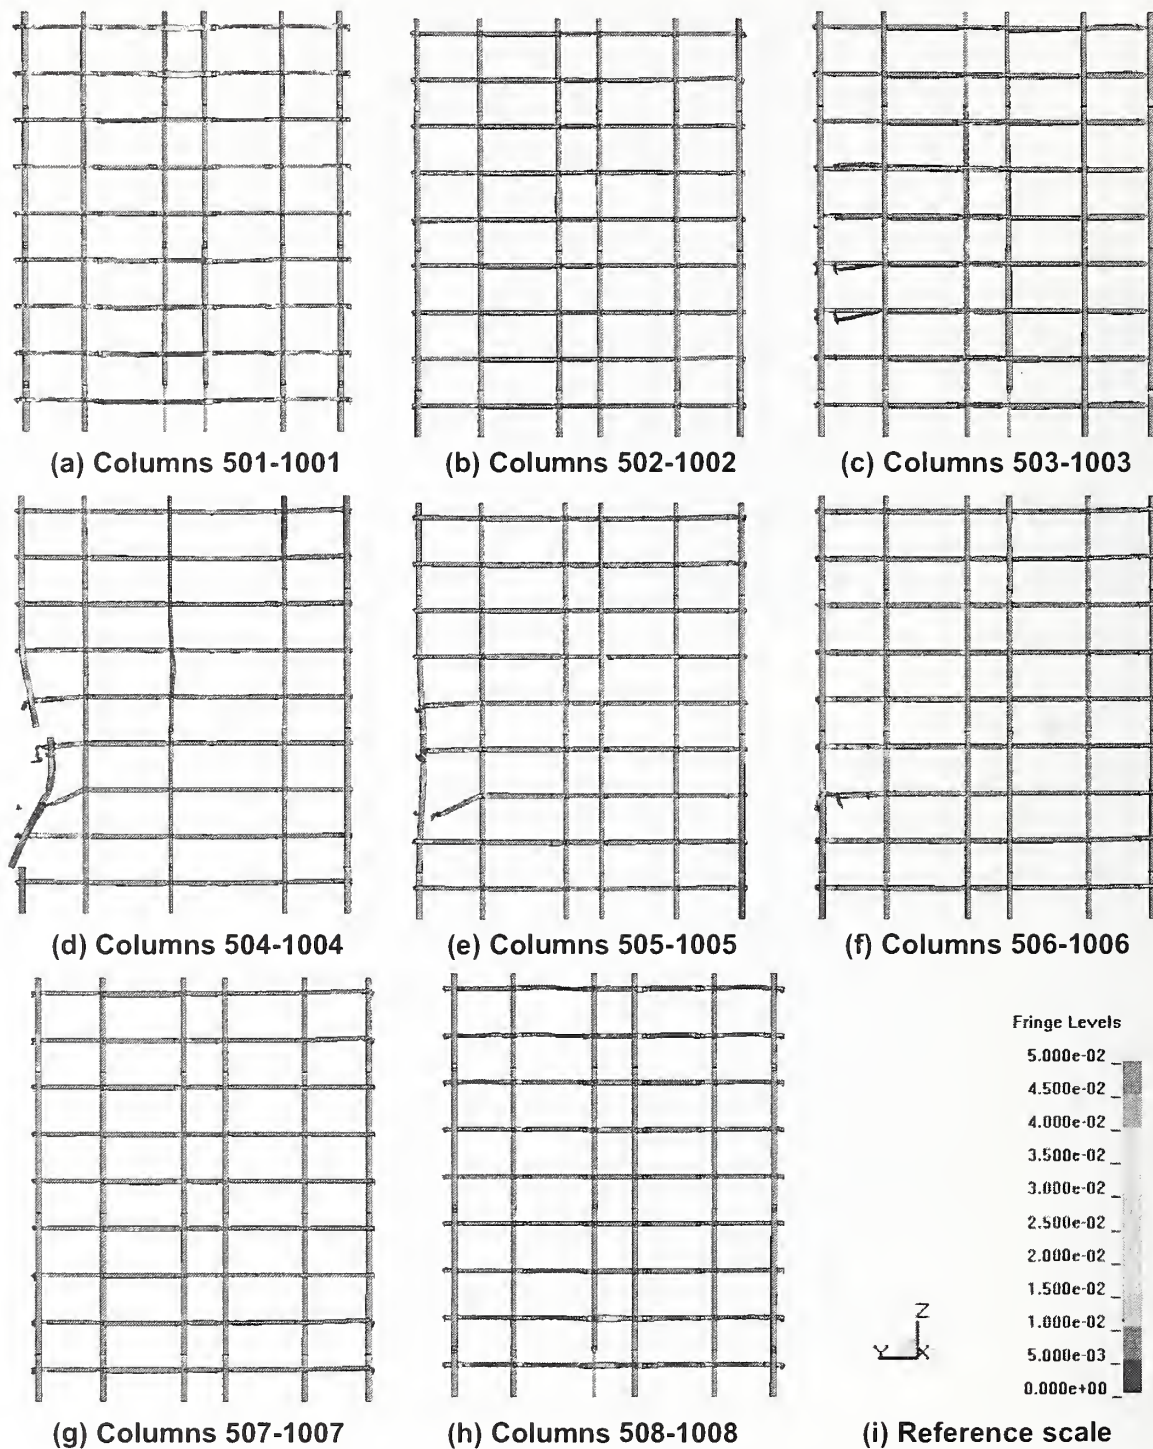 (a) Columns 501-1001
(b) Columns 502-1002
(c) Columns 503-1003
(d) Columns 504-1004
(e) Columns 505-1005
(f) Columns 506-1006
Fringe Levels
5.000e-02
4.500e-02
4.000e-02
3.500e-02
3.000e-02
2.500e-02
2.000e-02
1.500e-02
1.000e-02
5.000e-03
0.000e+00
Z
Y X
(g) Columns 507-1007
(h) Columns 508-1008
(i) Reference scale